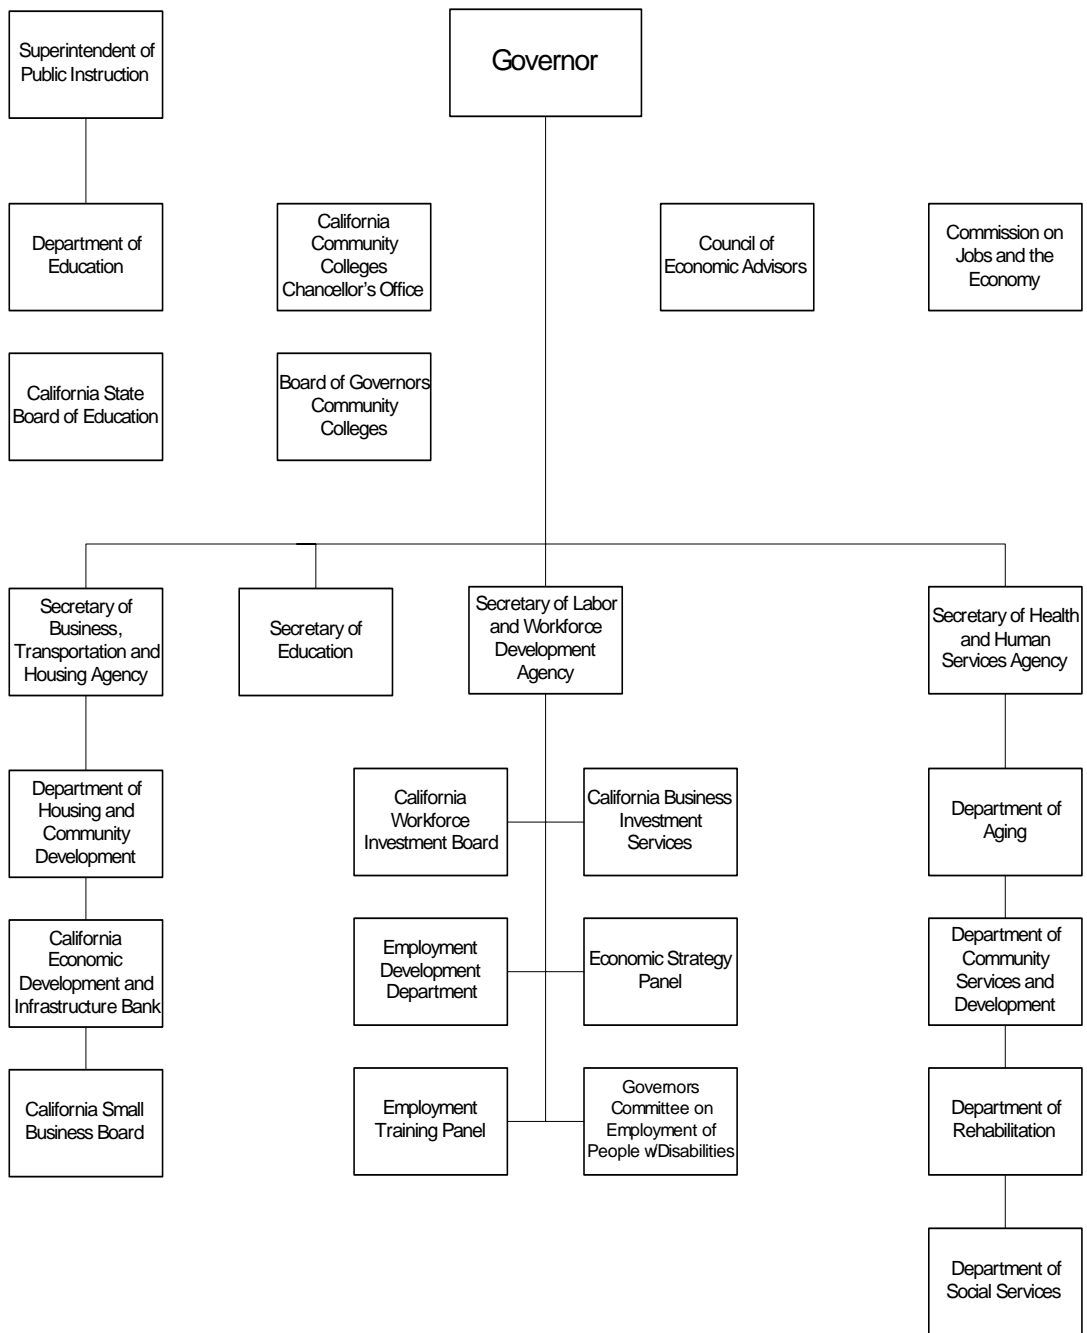 Superintendent of
Public Instruction
Governor
Department of
Education
California
Community
Colleges
Chancellor's Office
Council of
Economic Advisors
Commission on
Jobs and the
Economy
California State
Board of Education
Board of Governors
Community
Colleges
Secretary of
Business,
Transportation and
Housing Agency
Secretary of
Education
Secretary of Labor
and Workforce
Development
Agency
Secretary of Health
and Human
Services Agency
Department of
Housing and
Community
Development
California
Workforce
Investment Board
California Business
Investment
Services
Department of
Aging
California
Economic
Development and
Infrastructure Bank
Employment
Development
Department
Economic Strategy
Panel
Department of
Community
Services and
Development
California Small
Business Board
Employment
Training Panel
Governors
Committee on
Employment of
People w/Disabilities
Department of
Rehabilitation
Department of
Social Services